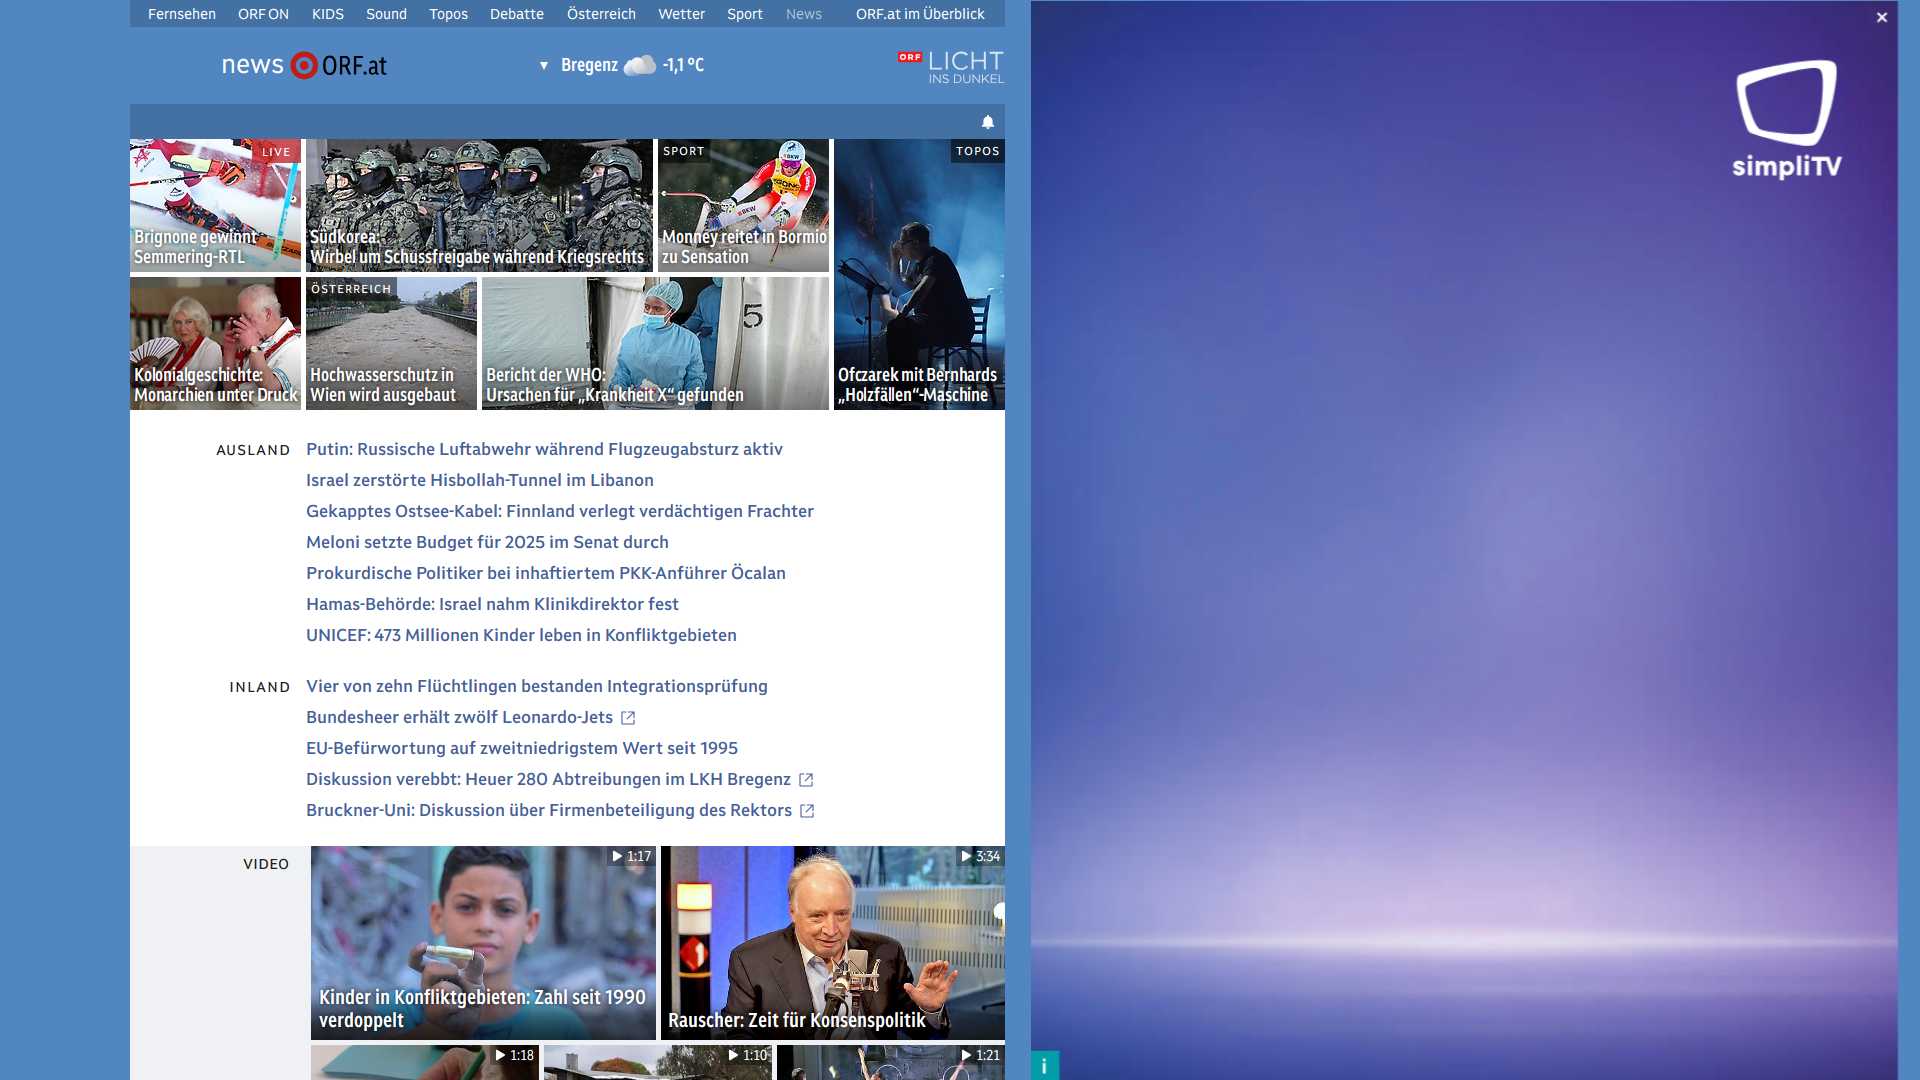 Fernsehen ORF ON KIDS Sound Topos Debatte Österreich Wetter Sport News ORF.at im Überblick
news ORF.at
▼ Bregenz -1,1 °C
ORF LICHT
INS DUNKEL
LIVE
Brignone gewinnt
Semmering-RTL
Südkorea:
Wirbel um Schussfreigabe während Kriegsrechts
SPORT
Monney reitet in Bormio
zu Sensation
TOPOS
Ofczarek mit Bernhards
„Holzfällen“-Maschine
Kolonialgeschichte:
Monarchien unter Druck
ÖSTERREICH
Hochwasserschutz in
Wien wird ausgebaut
5
Bericht der WHO:
Ursachen für „Krankheit X“ gefunden
AUSLAND
Putin: Russische Luftabwehr während Flugzeugabsturz aktiv
Israel zerstörte Hisbollah-Tunnel im Libanon
Gekapptes Ostsee-Kabel: Finnland verlegt verdächtigen Frachter
Meloni setzte Budget für 2025 im Senat durch
Prokurdische Politiker bei inhaftiertem PKK-Anführer Öcalan
Hamas-Behörde: Israel nahm Klinikdirektor fest
UNICEF: 473 Millionen Kinder leben in Konfliktgebieten
INLAND
Vier von zehn Flüchtlingen bestanden Integrationsprüfung
Bundesheer erhält zwölf Leonardo-Jets
EU-Befürwortung auf zweitniedrigstem Wert seit 1995
Diskussion verebbt: Heuer 280 Abtreibungen im LKH Bregenz
Bruckner-Uni: Diskussion über Firmenbeteiligung des Rektors
VIDEO
1:17
Kinder in Konfliktgebieten: Zahl seit 1990
verdoppelt
3:34
Rauscher: Zeit für Konsenspolitik
1:18
1:10
1:21
simpliTV
i